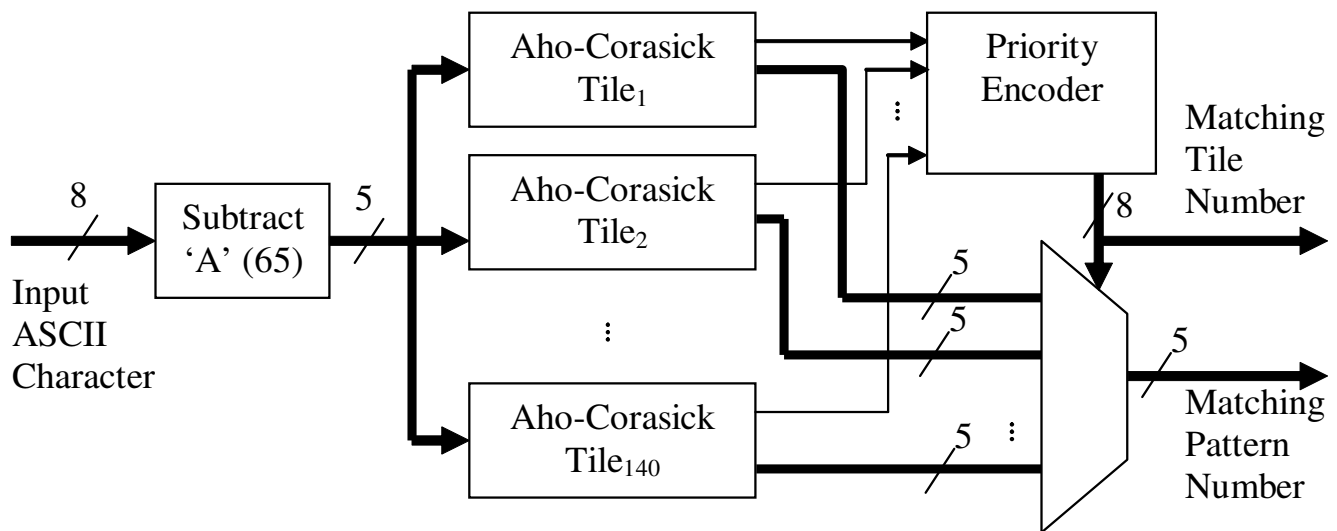 8
Input
ASCII
Character
Subtract
‘A’ (65)
5
Aho-Corasick
Tile1
Aho-Corasick
Tile2
⋮
Aho-Corasick
Tile140
Priority
Encoder
⋮
8
Matching
Tile
Number
5
5
5
⋮
5
Matching
Pattern
Number